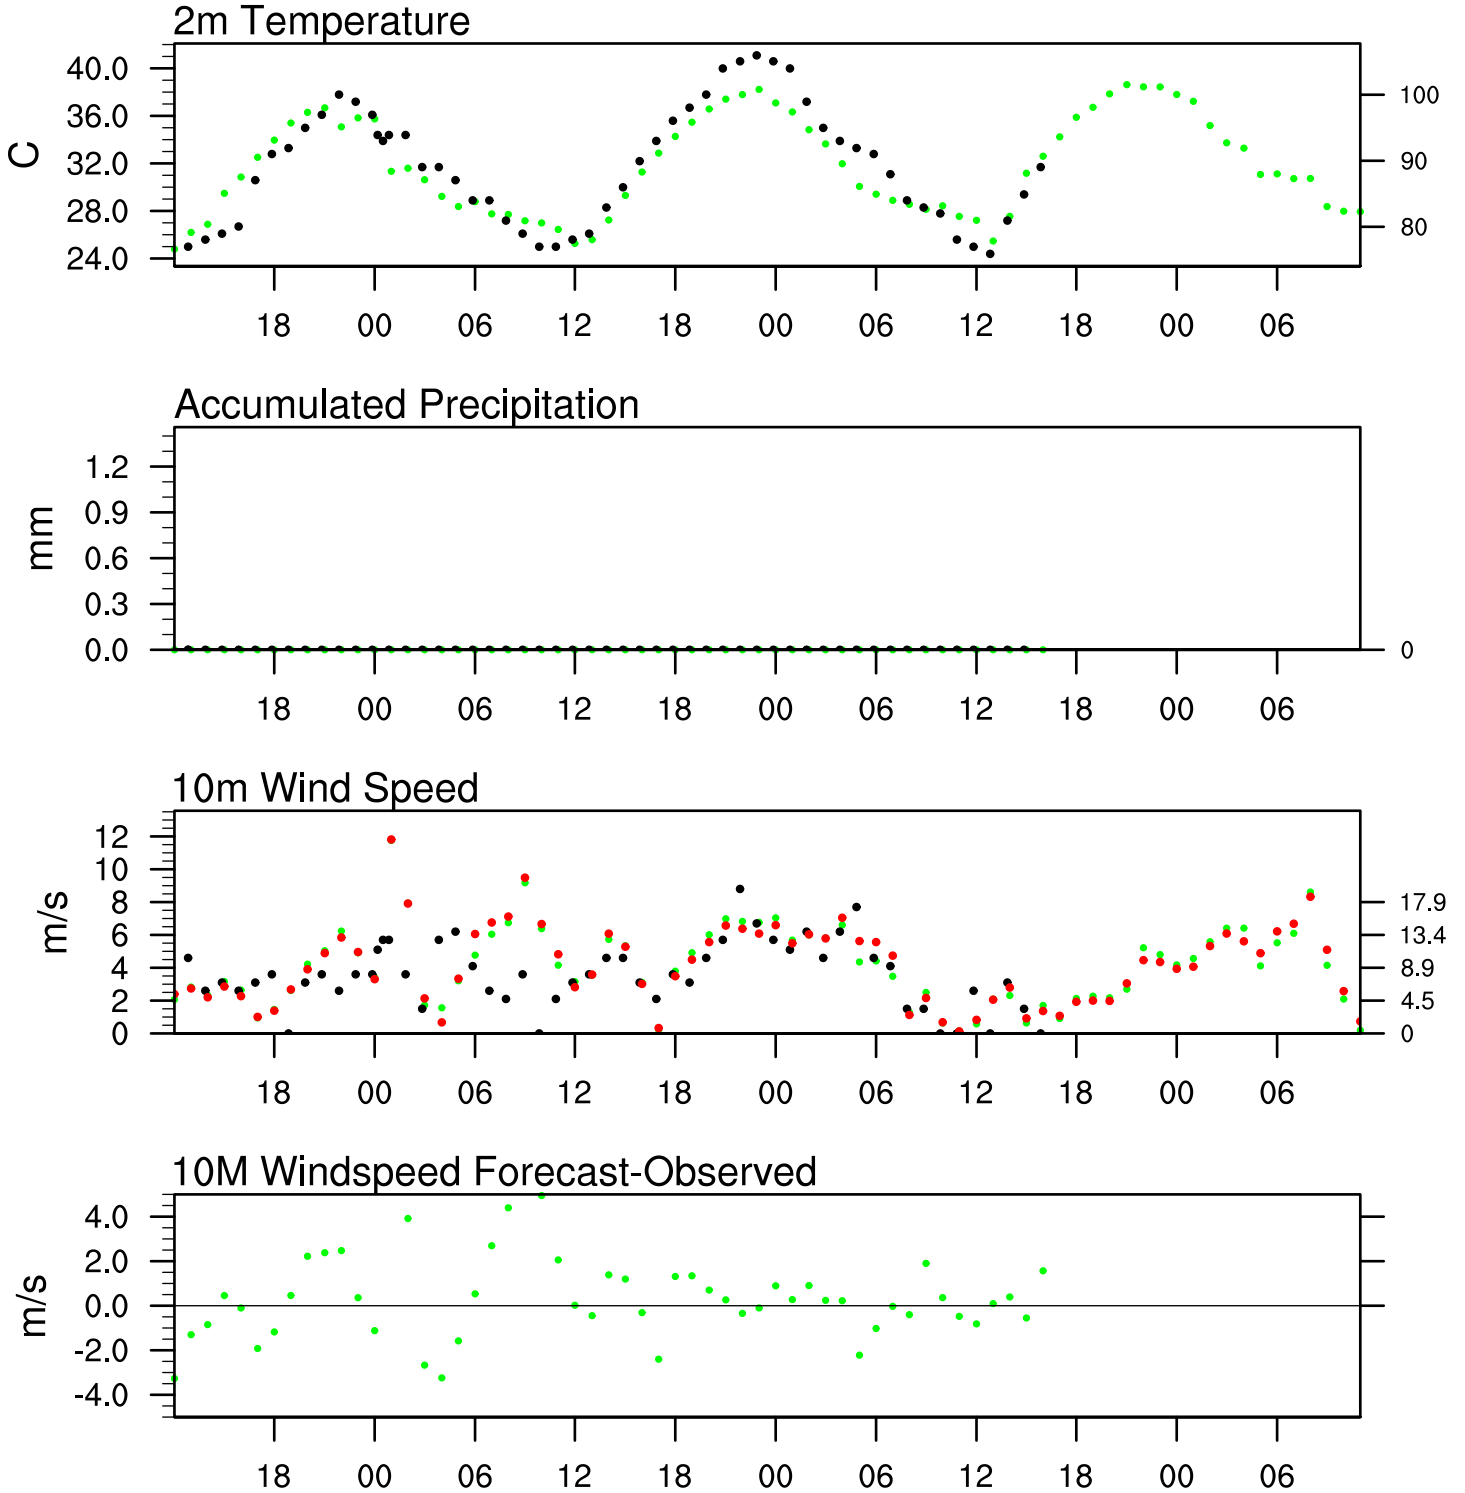 2m Temperature
40.0
36.0
32.0
28.0
24.0
C
100
90
80
18 00 06 12 18 00 06 12 18 00 06
Accumulated Precipitation
1.2
0.9
0.6
0.3
0.0
mm
0
18 00 06 12 18 00 06 12 18 00 06
10m Wind Speed
12
10
8
6
4
2
0
m/s
17.9
13.4
8.9
4.5
0
18 00 06 12 18 00 06 12 18 00 06
10M Windspeed Forecast-Observed
4.0
2.0
0.0
-2.0
-4.0
m/s
18 00 06 12 18 00 06 12 18 00 06